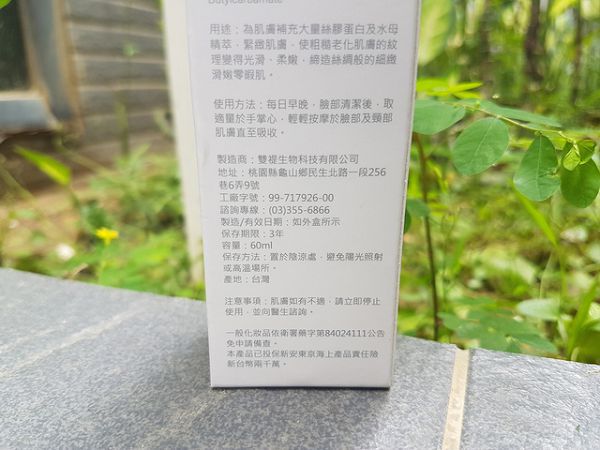 Butylcarbamate
用途：為肌膚補充大量絲膠蛋白及水母
精萃，緊緻肌膚，使粗糙老化肌膚的紋
理變得光滑、柔嫩，締造絲綢般的細緻
滑嫩零暇肌。
使用方法：每日早晚，臉部清潔後，取
適量於手掌心，輕輕按摩於臉部及頸部
肌膚直至吸收。
製造商：雙褆生物科技有限公司
地址：桃園縣龜山鄉民生北路一段256
巷6弄9號
工廠字號：99-717926-00
諮詢專線：(03)355-6866
製造/有效日期：如外盒所示
保存期限：3年
容量：60ml
保存方法：置於陰涼處，避免陽光照射
或高溫場所。
產地：台灣
注意事項：肌膚如有不適，請立即停止
使用，並向醫生諮詢。
一般化妝品依衛署藥字第84024111公告
免申請備查。
本產品已投保新安東京海上產品責任險
新台幣兩千萬。